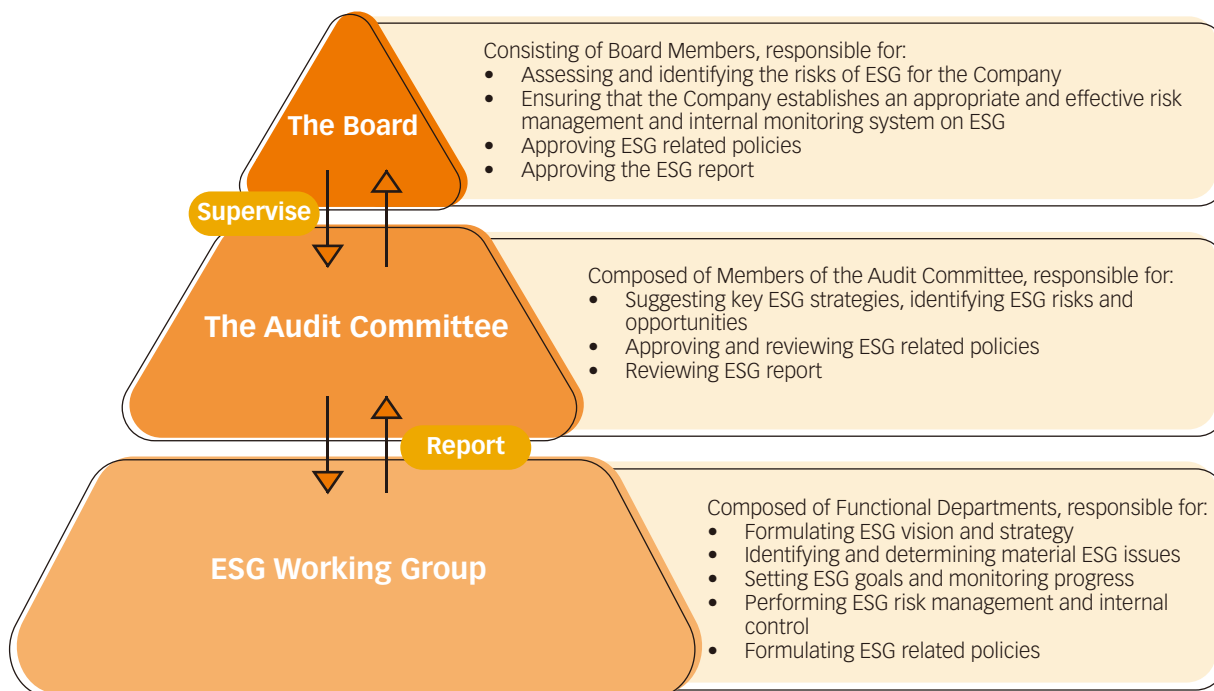 The Board
Consisting of Board Members, responsible for:
• Assessing and identifying the risks of ESG for the Company
• Ensuring that the Company establishes an appropriate and effective risk
management and internal monitoring system on ESG
• Approving ESG related policies
• Approving the ESG report
Supervise
The Audit Committee
Composed of Members of the Audit Committee, responsible for:
• Suggesting key ESG strategies, identifying ESG risks and
opportunities
• Approving and reviewing ESG related policies
• Reviewing ESG report
Report
ESG Working Group
Composed of Functional Departments, responsible for:
• Formulating ESG vision and strategy
• Identifying and determining material ESG issues
• Setting ESG goals and monitoring progress
• Performing ESG risk management and internal
control
• Formulating ESG related policies